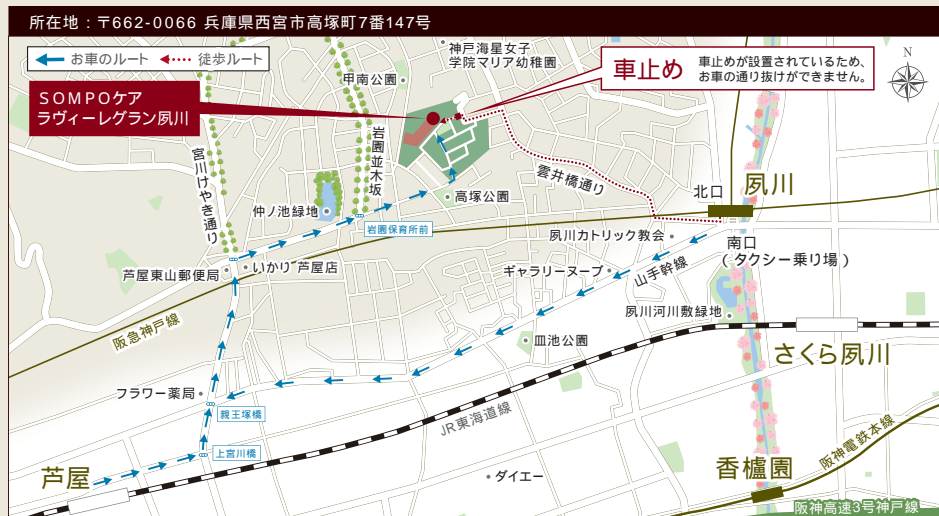 所在地：〒662-0066 兵庫県西宮市高塚町7番147号
お車のルート
徒歩ルート
神戸海星女子
学院マリア幼稚園
車止め
車止めが設置されているため、
お車の通り抜けができません。
N
甲南公園
SOMPOケア
ラヴィーレグラン夙川
岩園並木坂
宮川けやき通り
雲井橋通り
北口
夙川
高塚公園
仲ノ池緑地
岩園保育所前
夙川カトリック教会
南口
（タクシー乗り場）
芦屋東山郵便局
いかり 芦屋店
ギャラリーヌーブ
山手幹線
夙川河川敷緑地
阪急神戸線
皿池公園
さくら夙川
フラワー薬局
親王塚橋
JR東海道線
上宮川橋
芦屋
ダイエー
香櫨園
阪神電鉄本線
阪神高速3号神戸線